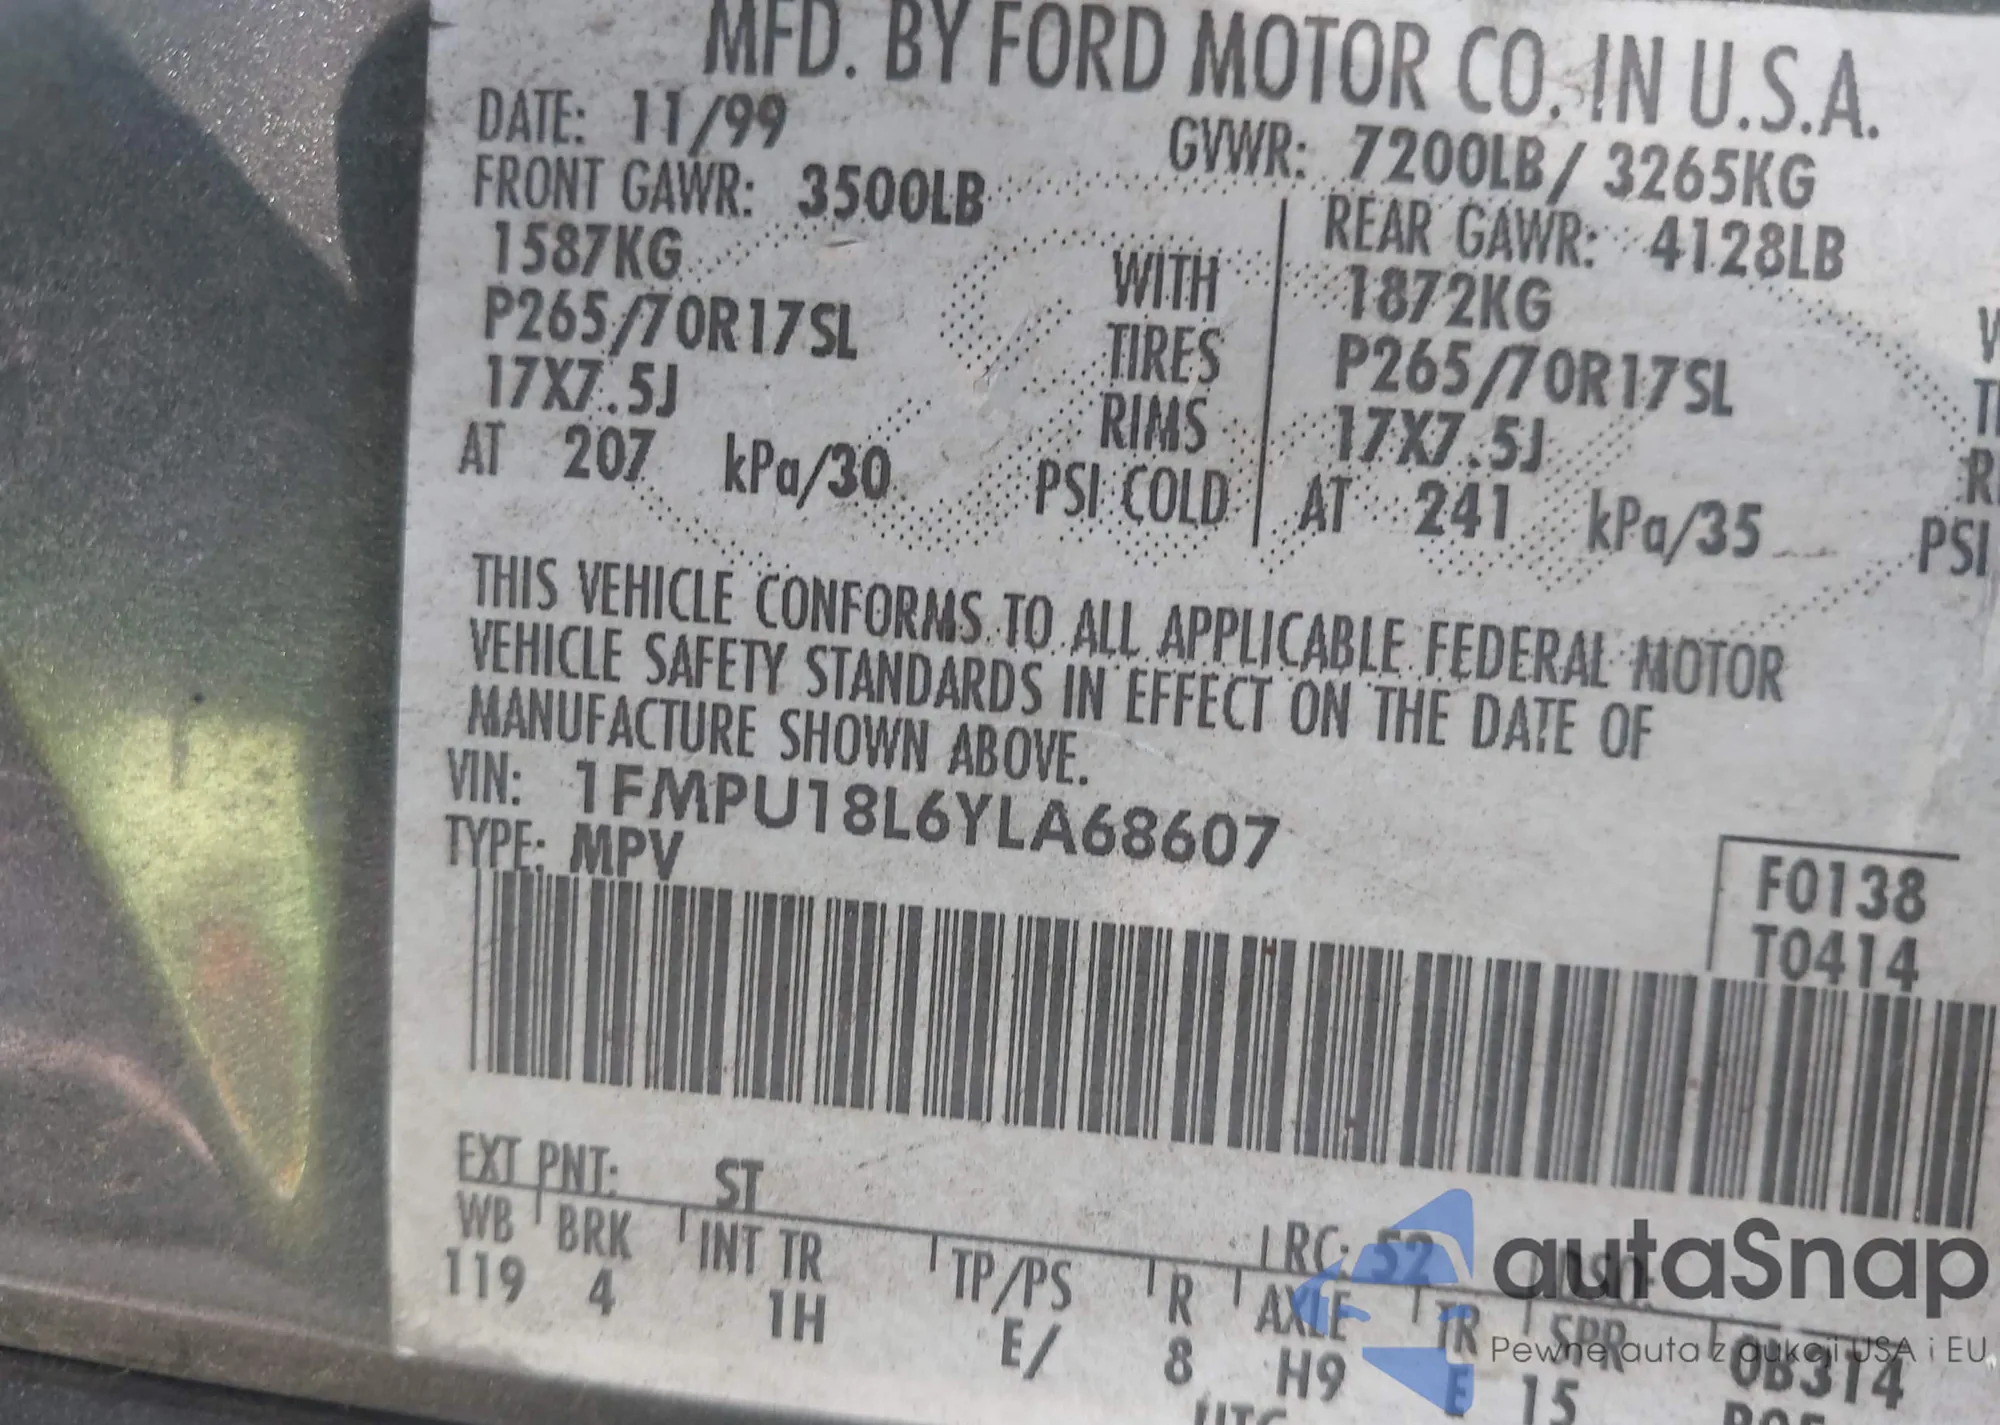 MFD. BY FORD MOTOR CO. IN U.S.A.
DATE: 11/99 GVWR: 7200LB/ 3265KG
FRONT GAWR: 3500LB REAR GAWR: 4128LB
1587KG WITH 1872KG
P265/70R17SL TIRES P265/70R17SL
17X7.5J RIMS 17X7.5J
AT 207 kPa/30 PSI COLD AT 241 kPa/35 PSI
THIS VEHICLE CONFORMS TO ALL APPLICABLE FEDERAL MOTOR
VEHICLE SAFETY STANDARDS IN EFFECT ON THE DATE OF
MANUFACTURE SHOWN ABOVE.
VIN: 1FMPU18L6YLA68607
TYPE: MPV
F0138
T0414
EXT PNT: ST RC: 52 DSO:
WB BRK INT TR TP/PS R AXLE TR SPR 0B314
119 4 1H E/ 8 H9 E 15
autaSnap
Pewne auta z aukcji USA i EU